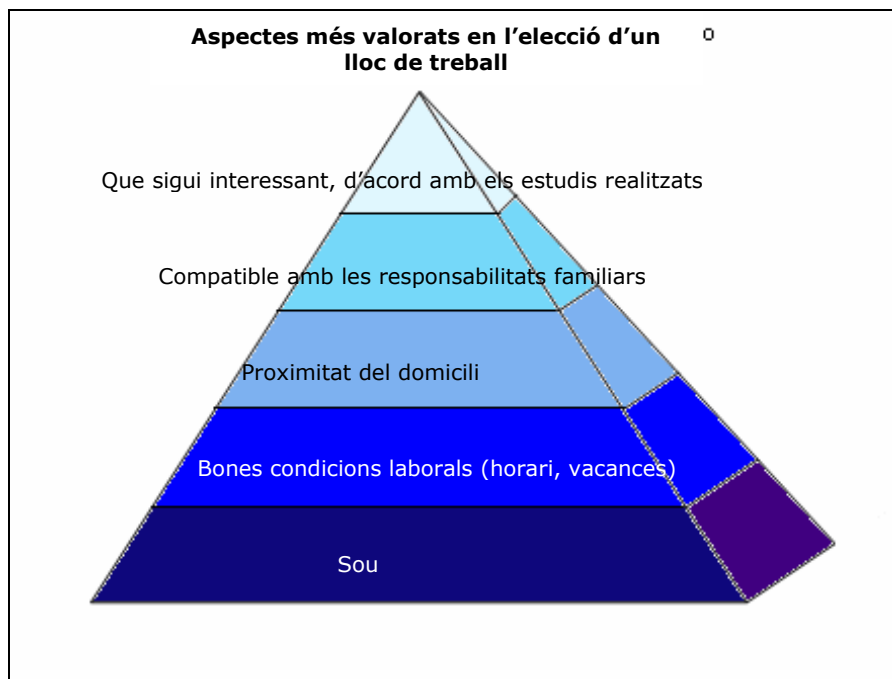 Aspectes més valorats en l’elecció d’un
lloc de treball
Que sigui interessant, d’acord amb els estudis realitzats
Compatible amb les responsabilitats familiars
Proximitat del domicili
Bones condicions laborals (horari, vacances)
Sou